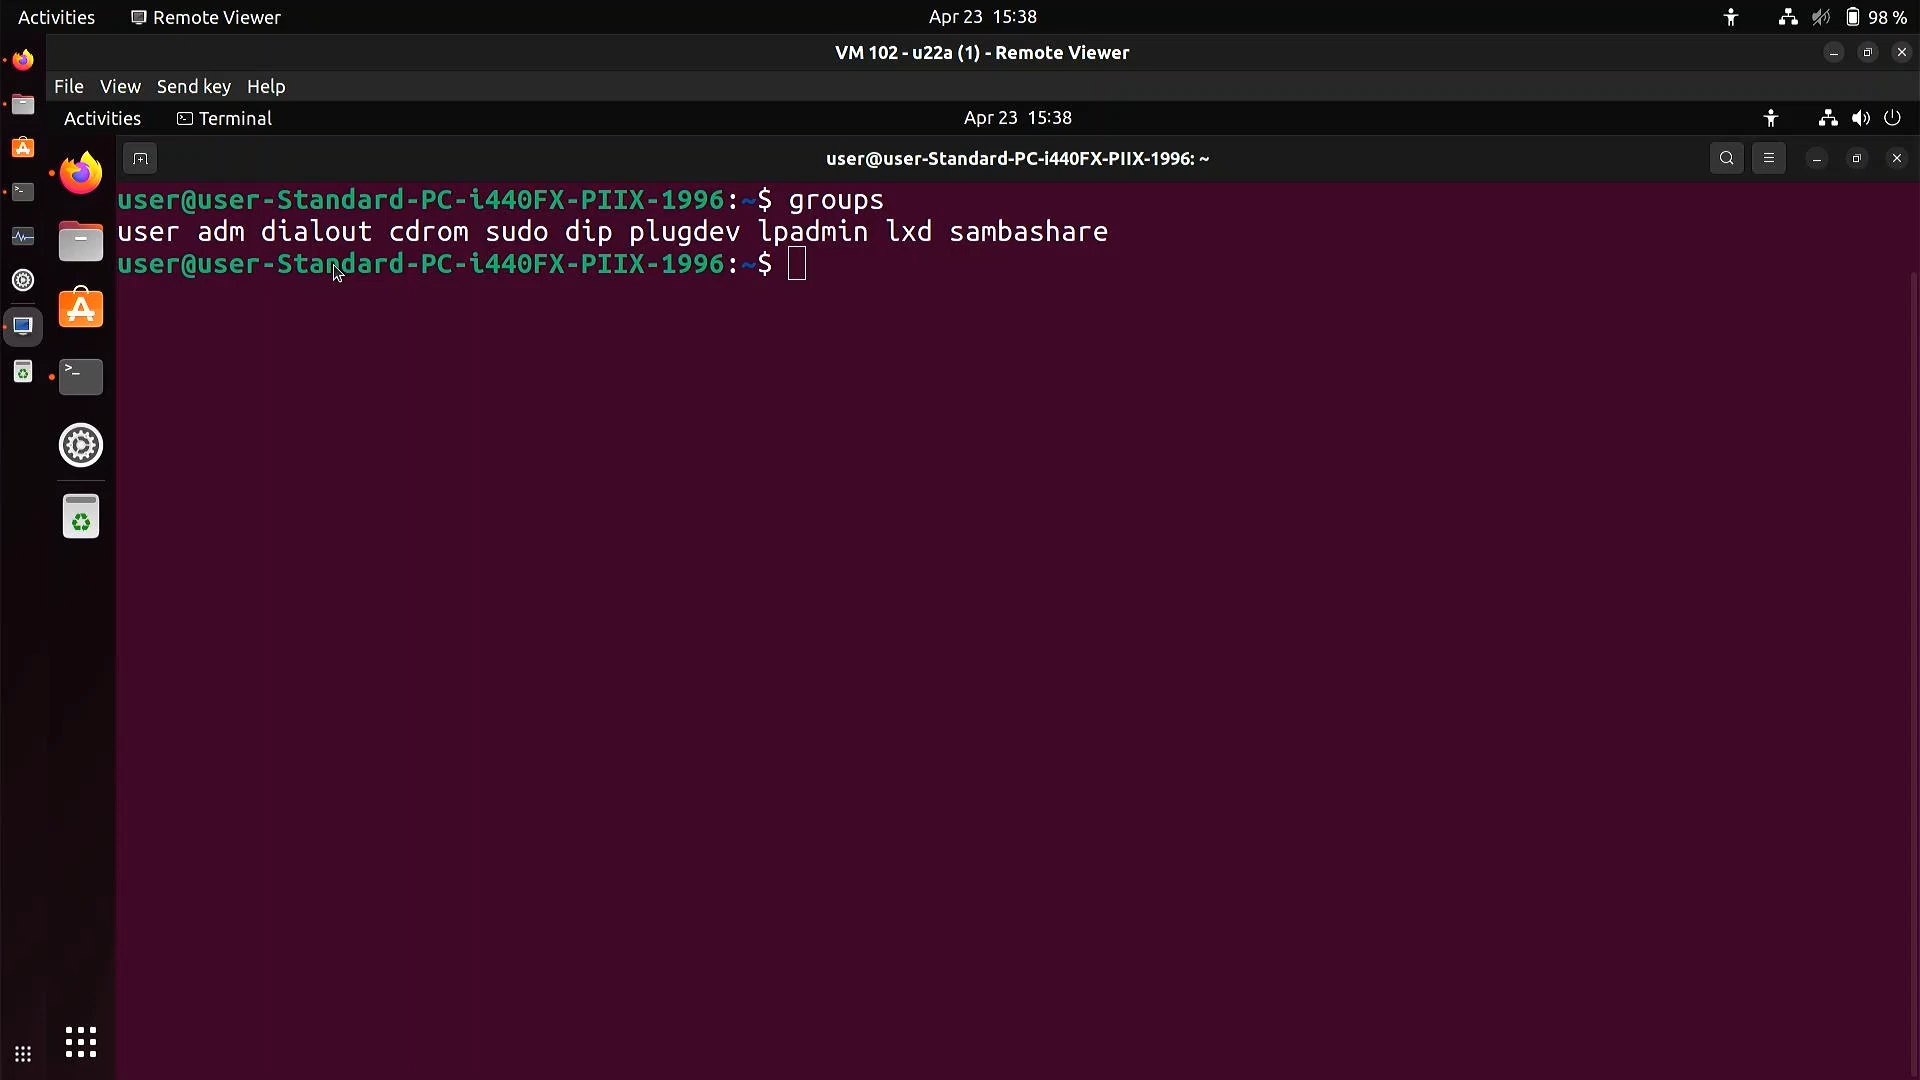 Activities Remote Viewer Apr 23 15:38 98 %
VM 102 - u22a (1) - Remote Viewer
File View Send key Help
Activities Terminal Apr 23 15:38
user@user-Standard-PC-i440FX-PIIX-1996: ~
user@user-Standard-PC-i440FX-PIIX-1996:~$ groups
user adm dialout cdrom sudo dip plugdev lpadmin lxd sambashare
user@user-Standard-PC-i440FX-PIIX-1996:~$